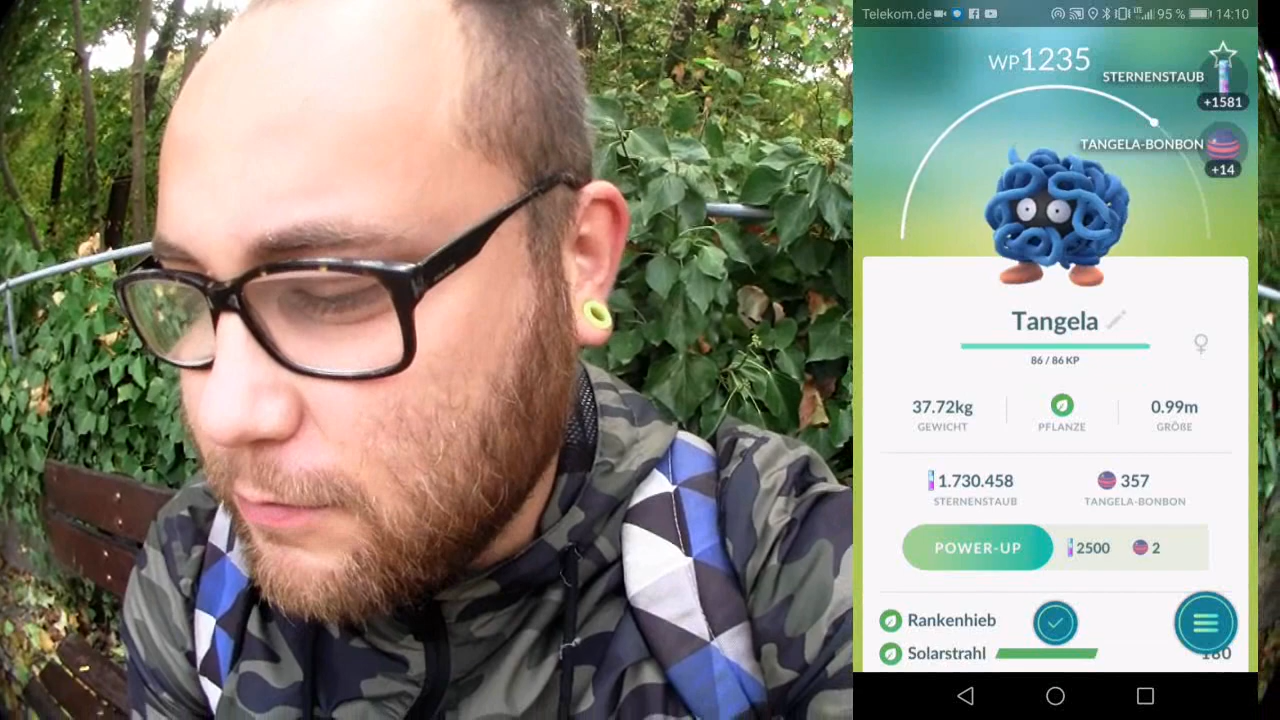 Telekom.de 95 % 14:10
WP1235
STERNENSTAUB
+1581
TANGELA-BONBON
+14
Tangela
86 / 86 KP
37.72kg
GEWICHT
PFLANZE
0.99m
GRÖßE
1.730.458
STERNENSTAUB
357
TANGELA-BONBON
POWER-UP 2500 2
Rankenhieb
Solarstrahl 180